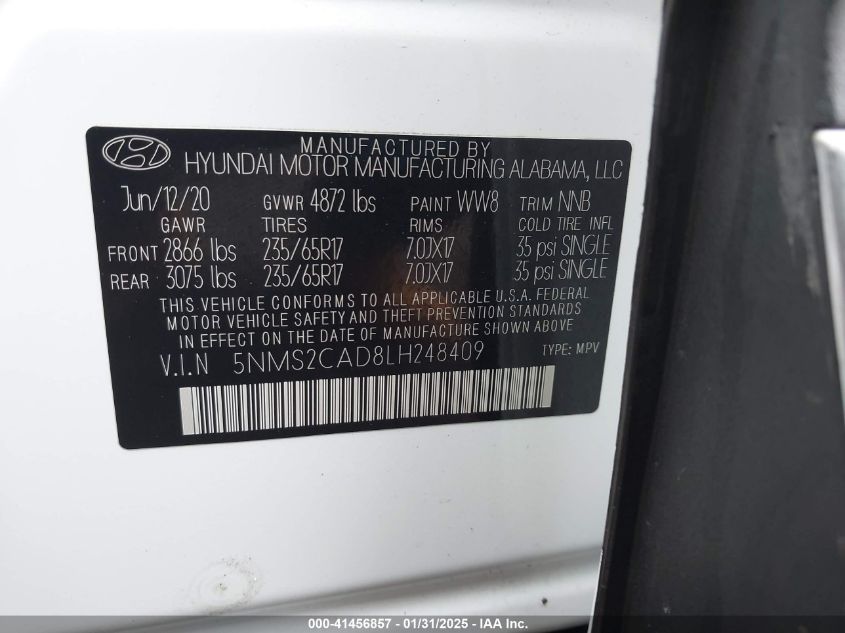 MANUFACTURED BY
HYUNDAI MOTOR MANUFACTURING ALABAMA, LLC
Jun/12/20 GVWR 4872 lbs PAINT WW8 TRIM NNB
GAWR TIRES RIMS COLD TIRE INFL
FRONT 2866 lbs 235/65R17 7.0JX17 35 psi SINGLE
REAR 3075 lbs 235/65R17 7.0JX17 35 psi SINGLE
THIS VEHICLE CONFORMS TO ALL APPLICABLE U.S.A. FEDERAL
MOTOR VEHICLE SAFETY AND THEFT PREVENTION STANDARDS
IN EFFECT ON THE DATE OF MANUFACTURE SHOWN ABOVE
V.I.N 5NMS2CAD8LH248409 TYPE: MPV
000-41456857 - 01/31/2025 - IAA Inc.